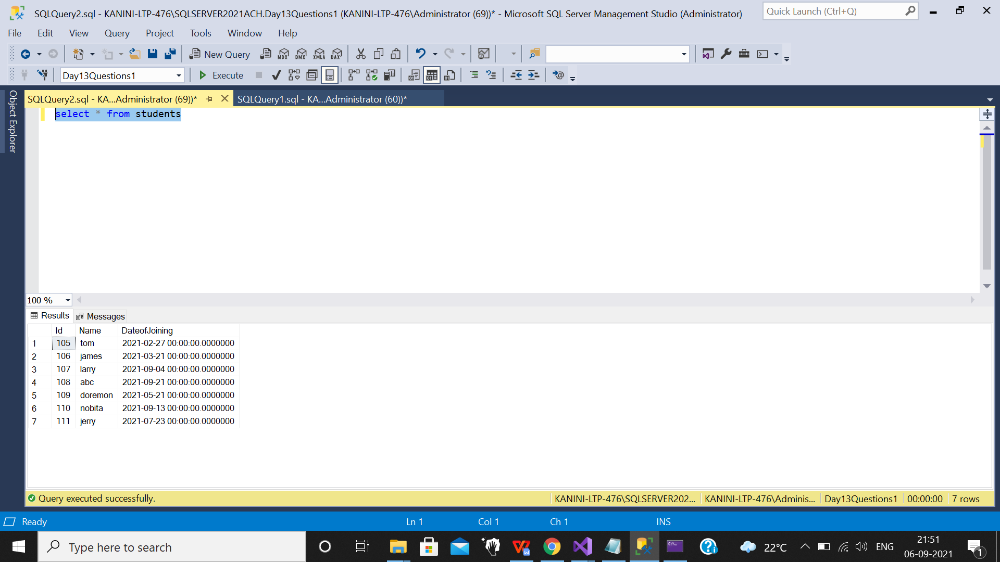 SQLQuery2.sql - KANINI-LTP-476\SQLSERVER2021ACH.Day13Questions1 (KANINI-LTP-476\Administrator (69))* - Microsoft SQL Server Management Studio (Administrator)
Quick Launch (Ctrl+Q)
File Edit View Query Project Tools Window Help
New Query MDX DMX XMLA DAX
Day13Questions1 Execute
Object Explorer
SQLQuery2.sql - KA...Administrator (69))* SQLQuery1.sql - KA...Administrator (60))*
select * from students
100 %
Results Messages
Id Name DateofJoining
1 105 tom 2021-02-27 00:00:00.0000000
2 106 james 2021-03-21 00:00:00.0000000
3 107 larry 2021-09-04 00:00:00.0000000
4 108 abc 2021-09-21 00:00:00.0000000
5 109 doremon 2021-05-21 00:00:00.0000000
6 110 nobita 2021-09-13 00:00:00.0000000
7 111 jerry 2021-07-23 00:00:00.0000000
Query executed successfully. KANINI-LTP-476\SQLSERVER202... KANINI-LTP-476\Adminis... Day13Questions1 00:00:00 7 rows
Ready Ln 1 Col 1 Ch 1 INS
Type here to search 22°C ENG 21:51
06-09-2021 1